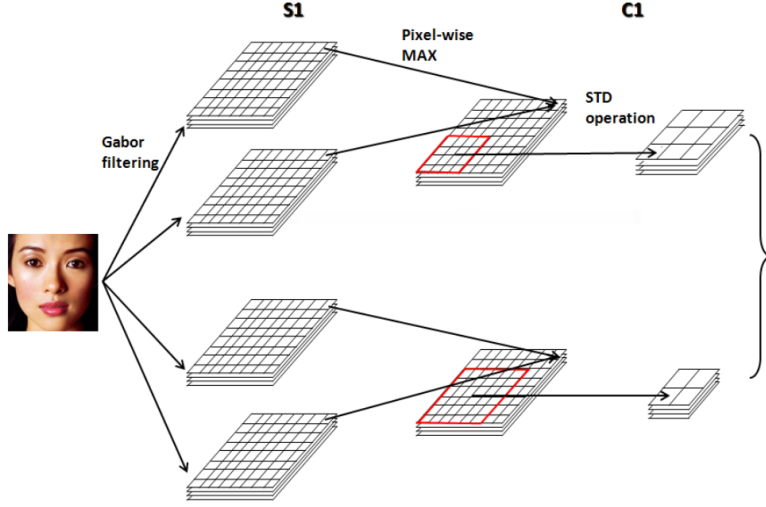 S1
C1
Pixel-wise
MAX
STD
operation
Gabor
filtering